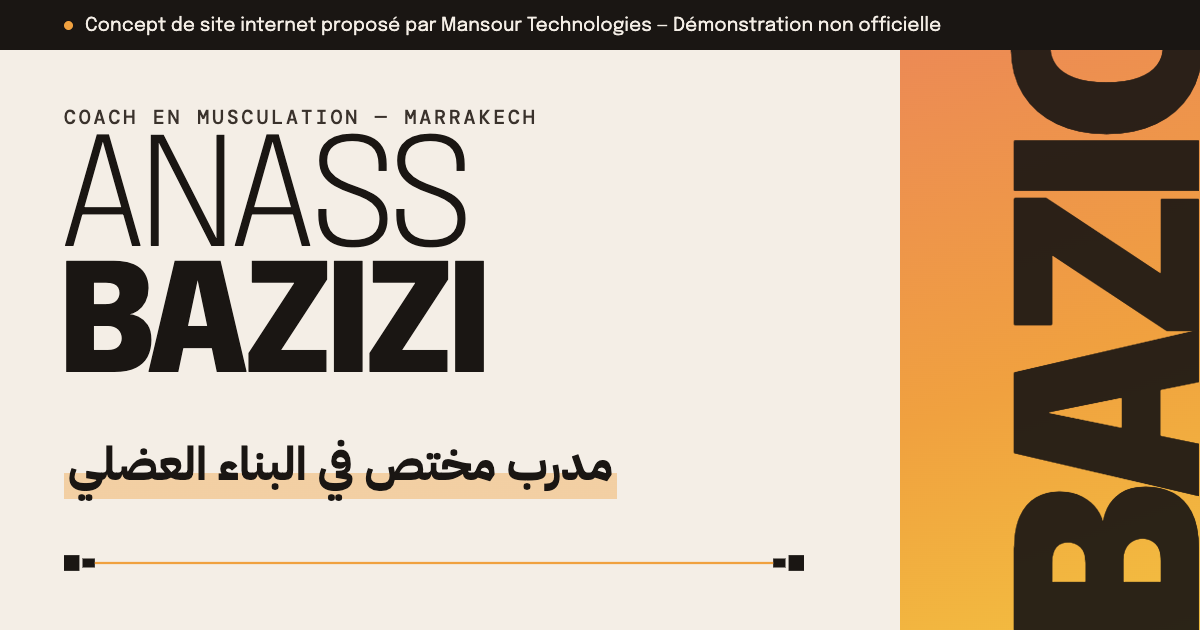 Concept de site internet proposé par Mansour Technologies – Démonstration non officielle
COACH EN MUSCULATION — MARRAKECH
ANASS
BAZIZI
مدرب مختص في البناء العضلي
BAZIZ